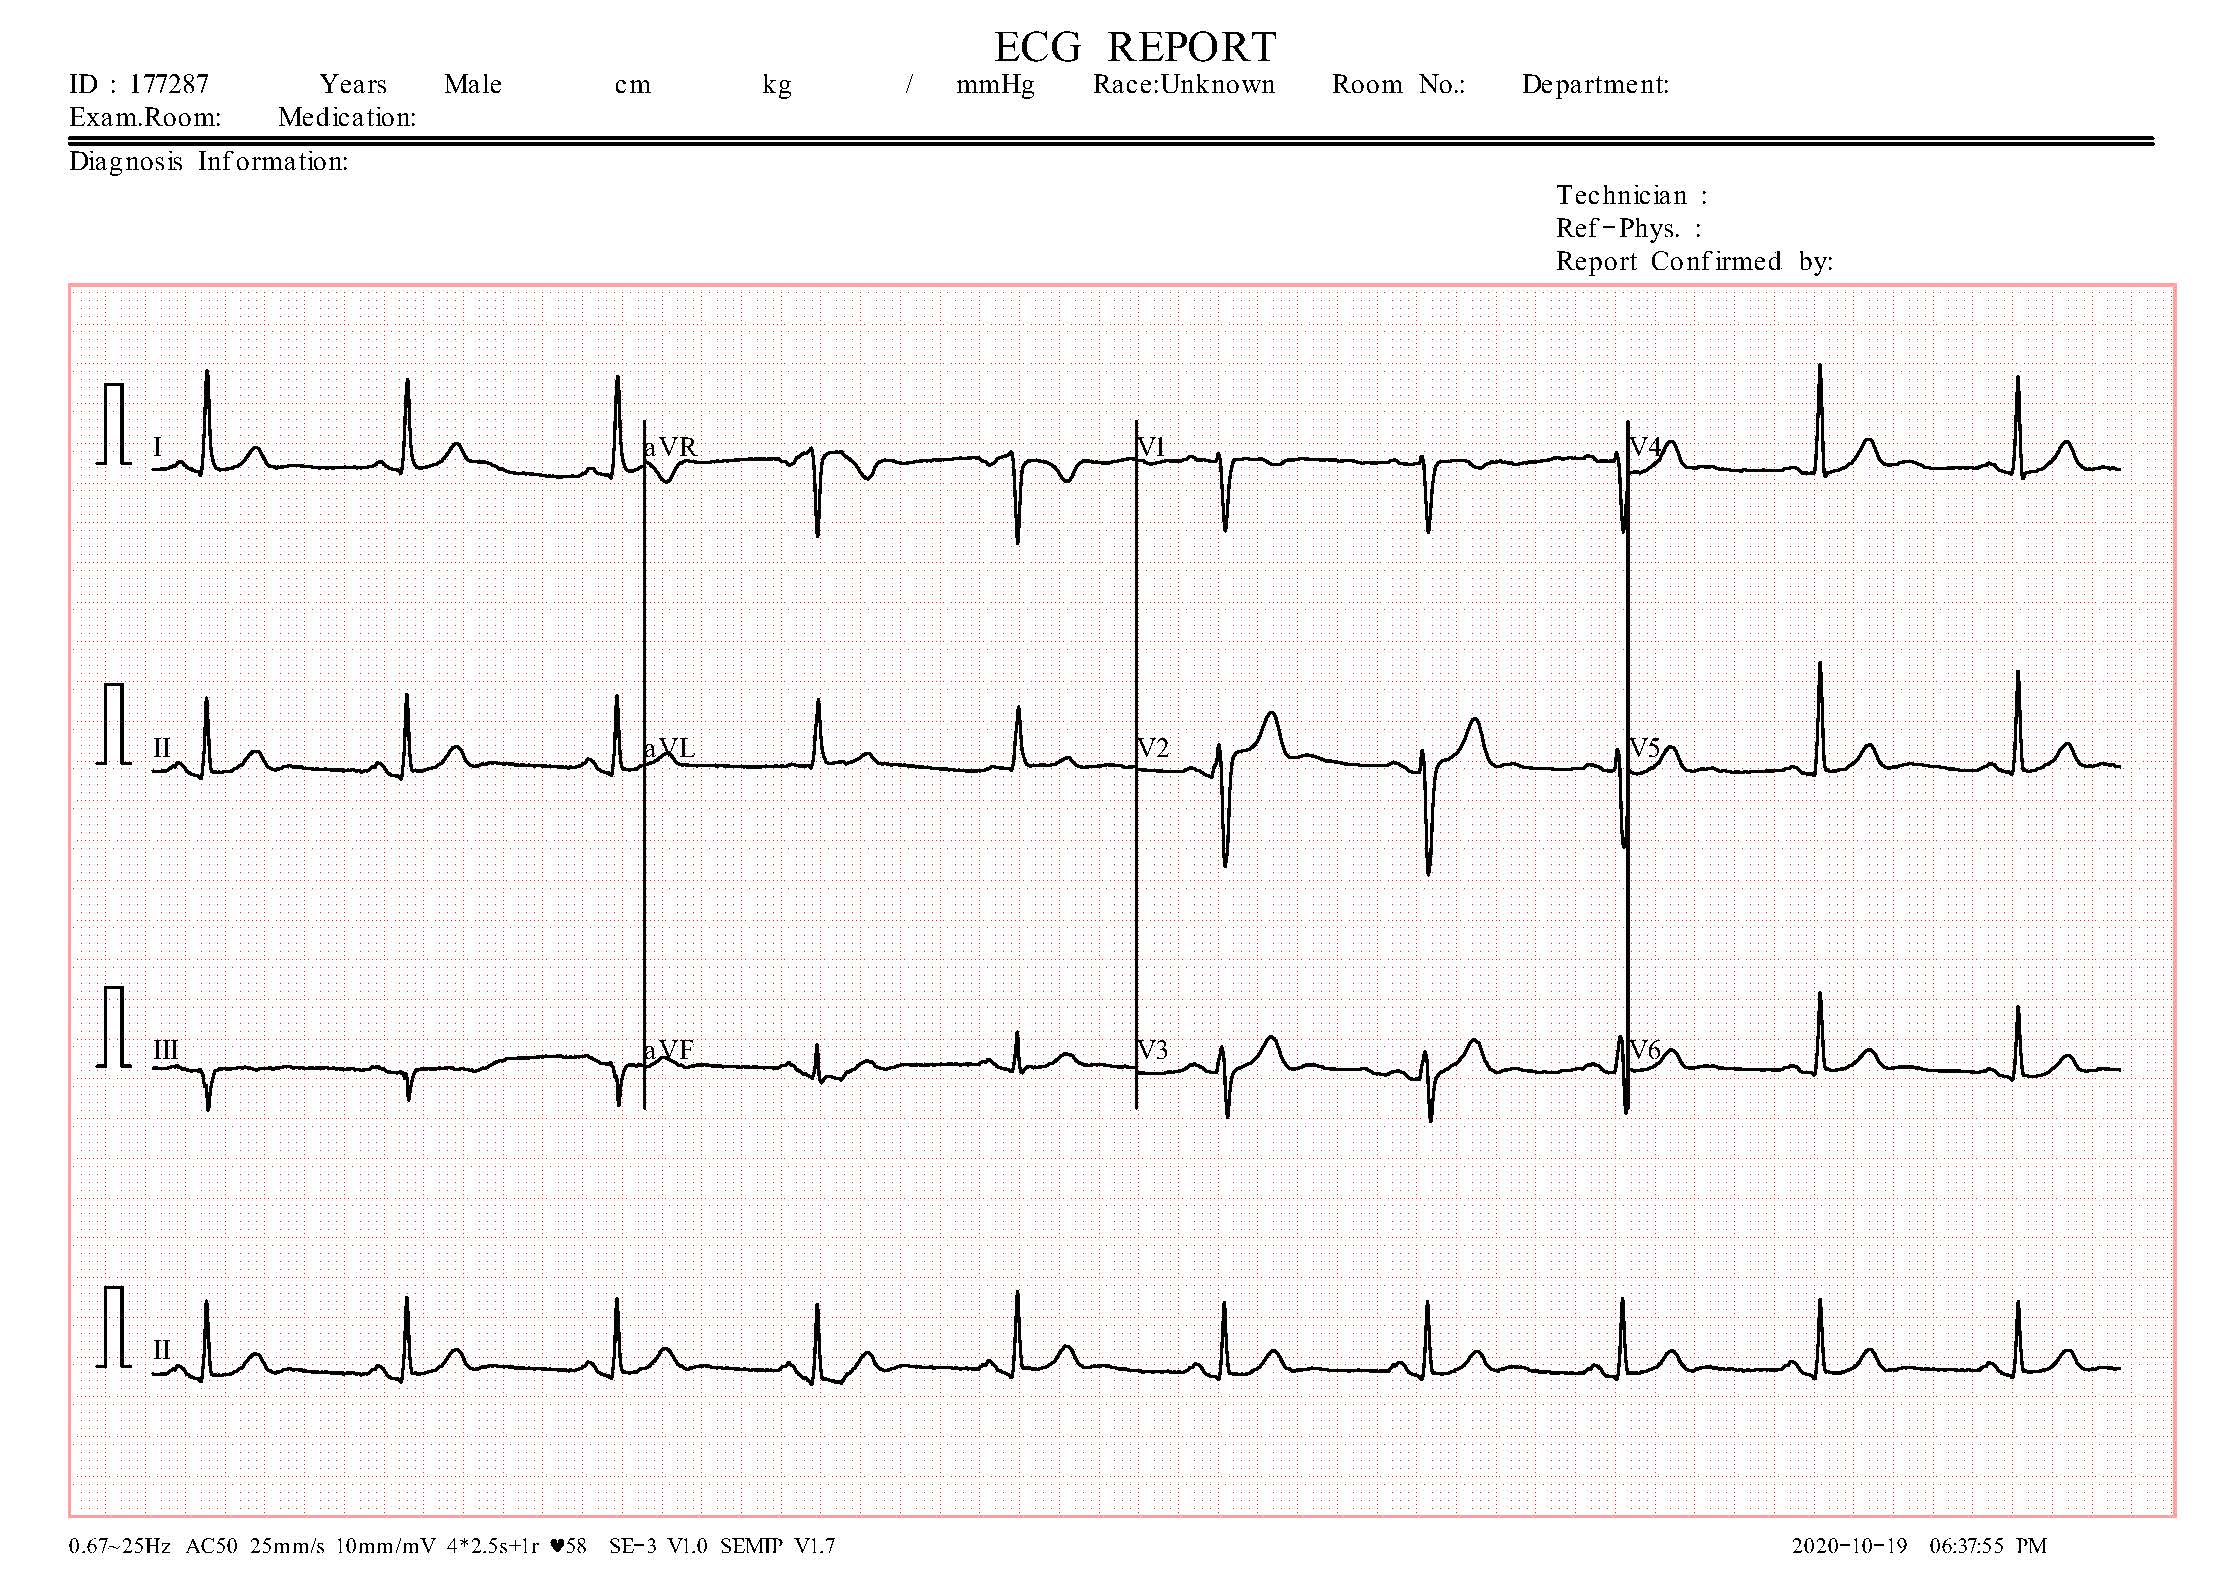 ECG REPORT
ID : 177287 Years Male cm kg / mmHg Race:Unknown Room No.: Department:
Exam.Room: Medication:
Diagnosis Information:
Technician :
Ref-Phys. :
Report Confirmed by:
I aVR V1 V4
II aVL V2 V5
III aVF V3 V6
II
0.67~25Hz AC50 25mm/s 10mm/mV 4*2.5s+1r ♥58 SE-3 V1.0 SEMIP V1.7 2020-10-19 06:37:55 PM